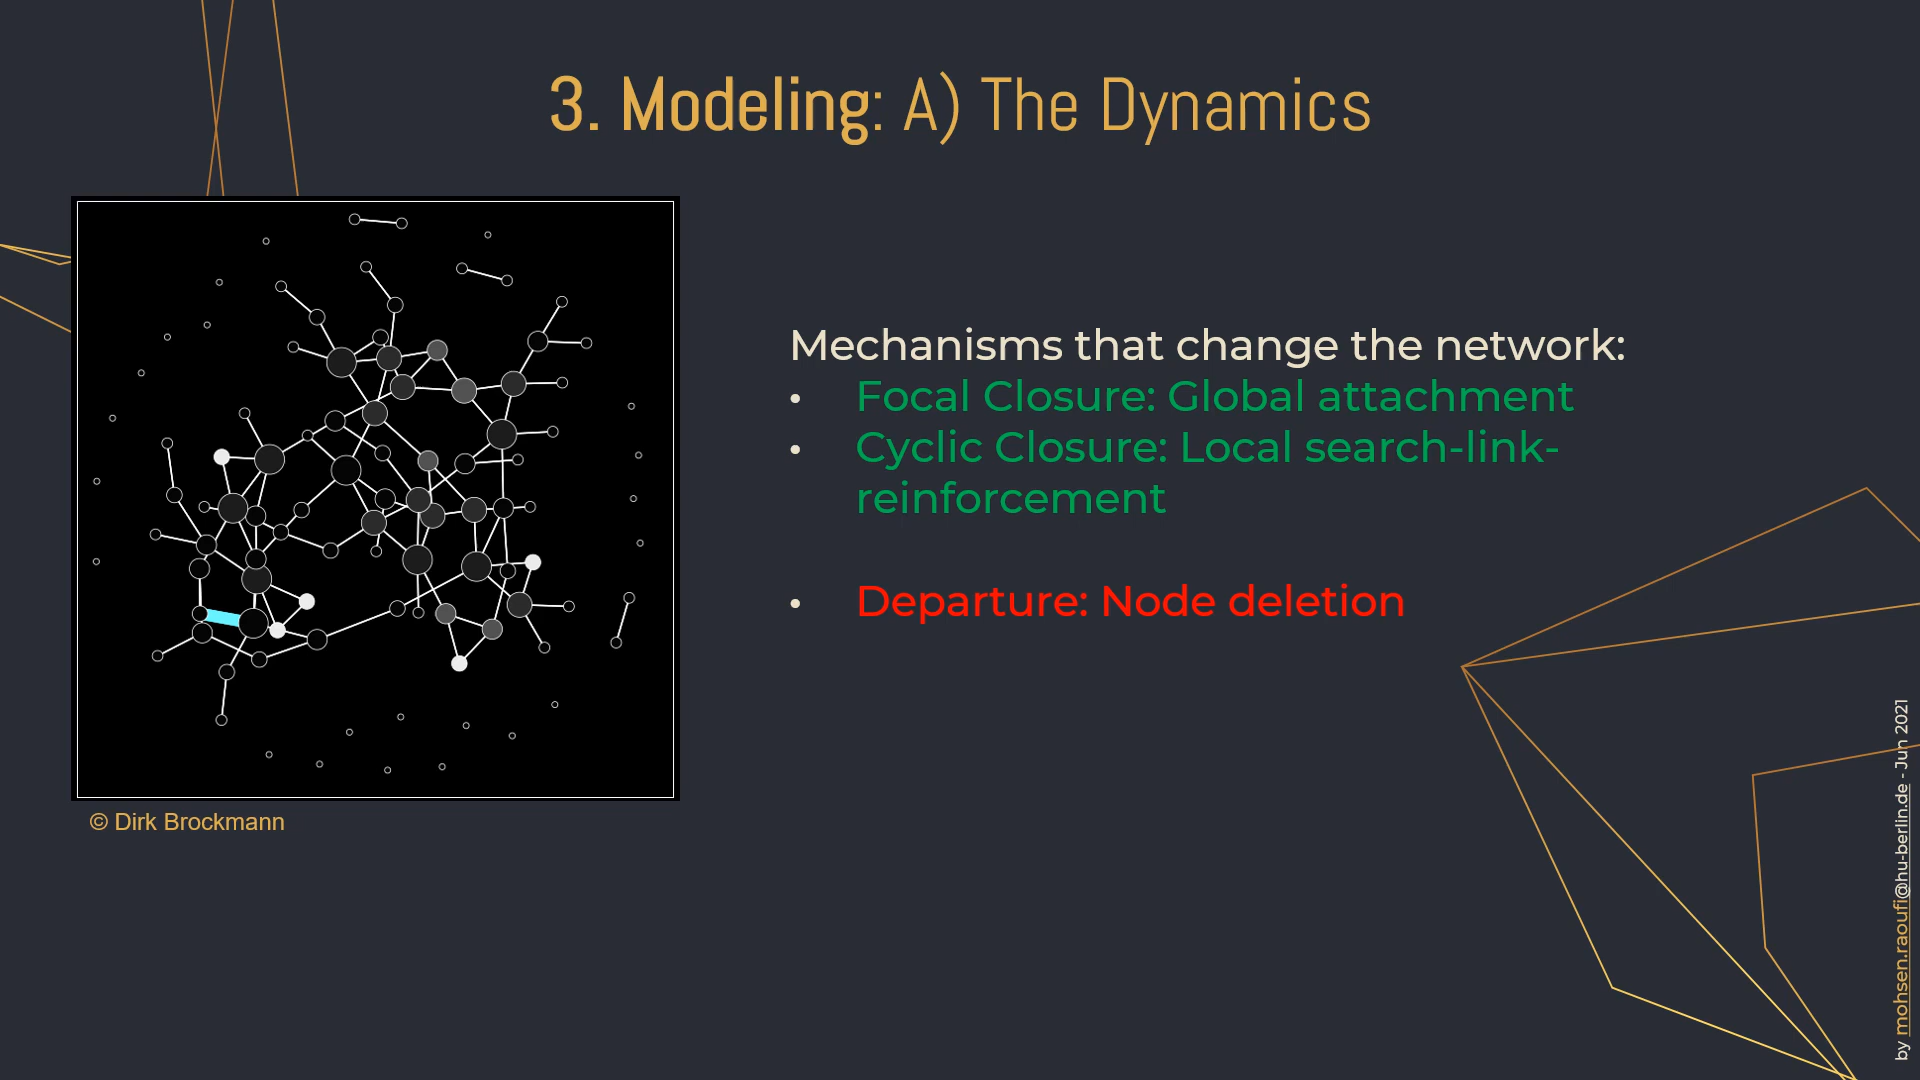 3. Modeling: A) The Dynamics
Mechanisms that change the network:
• Focal Closure: Global attachment
• Cyclic Closure: Local search-link-
reinforcement
• Departure: Node deletion
© Dirk Brockmann
by mohsen.raoufi@hu-berlin.de - Jun 2021